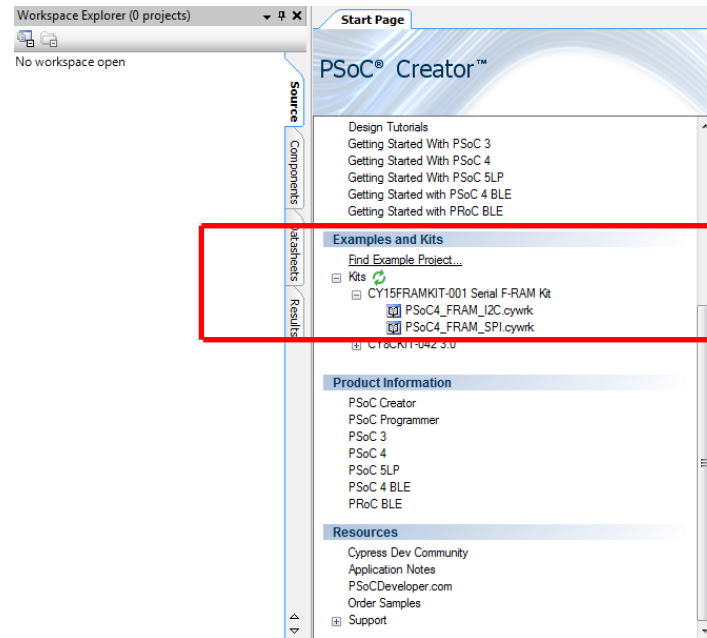 Workspace Explorer (0 projects)
No workspace open
Source
Components
Datasheets
Results
Start Page
PSoC® Creator™
Design Tutorials
Getting Started With PSoC 3
Getting Started With PSoC 4
Getting Started With PSoC 5LP
Getting Started with PSoC 4 BLE
Getting Started with PRoC BLE
Examples and Kits
Find Example Project...
Kits
CY15FRAMKIT-001 Serial F-RAM Kit
PSoC4_FRAM_I2C.cywrk
PSoC4_FRAM_SPI.cywrk
CY8CKIT-042 3.0
Product Information
PSoC Creator
PSoC Programmer
PSoC 3
PSoC 4
PSoC 5LP
PSoC 4 BLE
PRoC BLE
Resources
Cypress Dev Community
Application Notes
PSoCDeveloper.com
Order Samples
Support